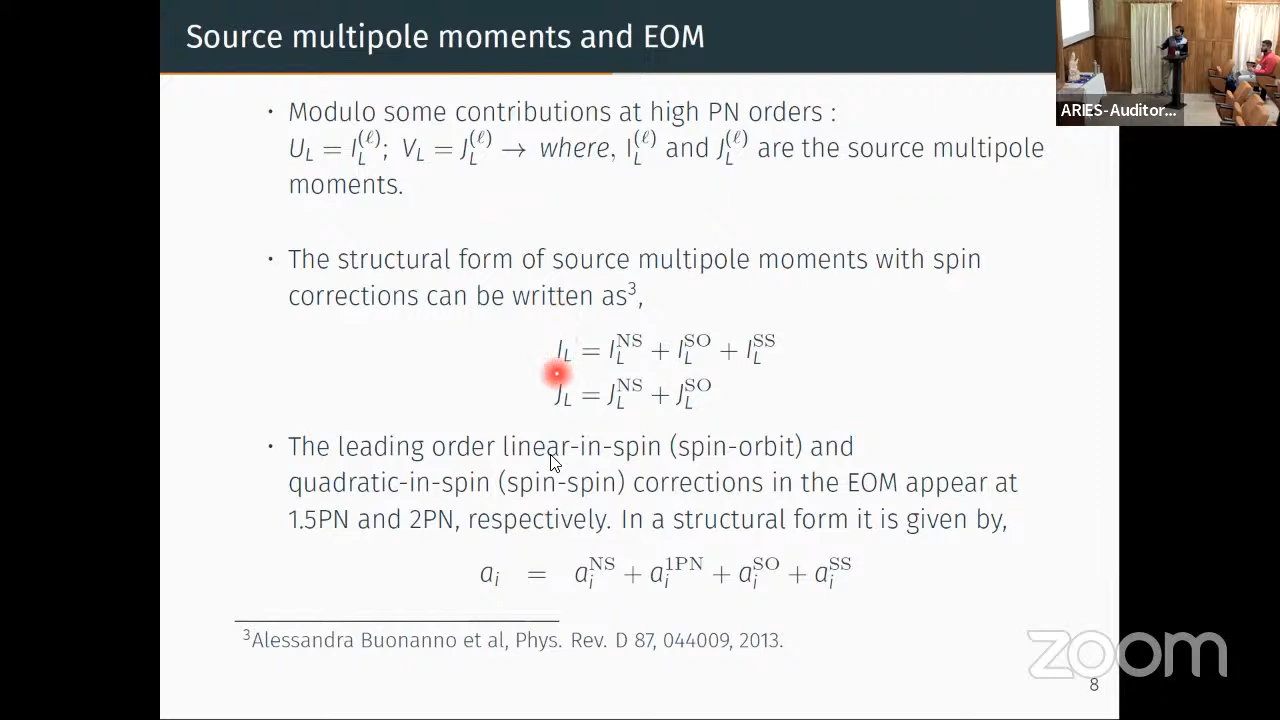 Source multipole moments and EOM
ARIES-Auditor...
· Modulo some contributions at high PN orders :
U_L = I_L^{(ℓ)}; V_L = J_L^{(ℓ)} → where, I_L^{(ℓ)} and J_L^{(ℓ)} are the source multipole
moments.
· The structural form of source multipole moments with spin
corrections can be written as³,
I_L = I_L^{NS} + I_L^{SO} + I_L^{SS}
J_L = J_L^{NS} + J_L^{SO}
· The leading order linear-in-spin (spin-orbit) and
quadratic-in-spin (spin-spin) corrections in the EOM appear at
1.5PN and 2PN, respectively. In a structural form it is given by,
a_i = a_i^{NS} + a_i^{1PN} + a_i^{SO} + a_i^{SS}
³Alessandra Buonanno et al, Phys. Rev. D 87, 044009, 2013.
zoom
8